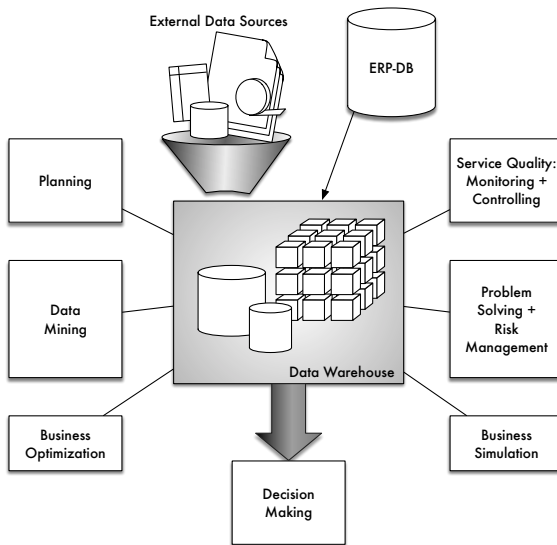 External Data Sources
ERP-DB
Planning
Service Quality:
Monitoring +
Controlling
Data
Mining
Problem
Solving +
Risk
Management
Data Warehouse
Business
Optimization
Business
Simulation
Decision
Making